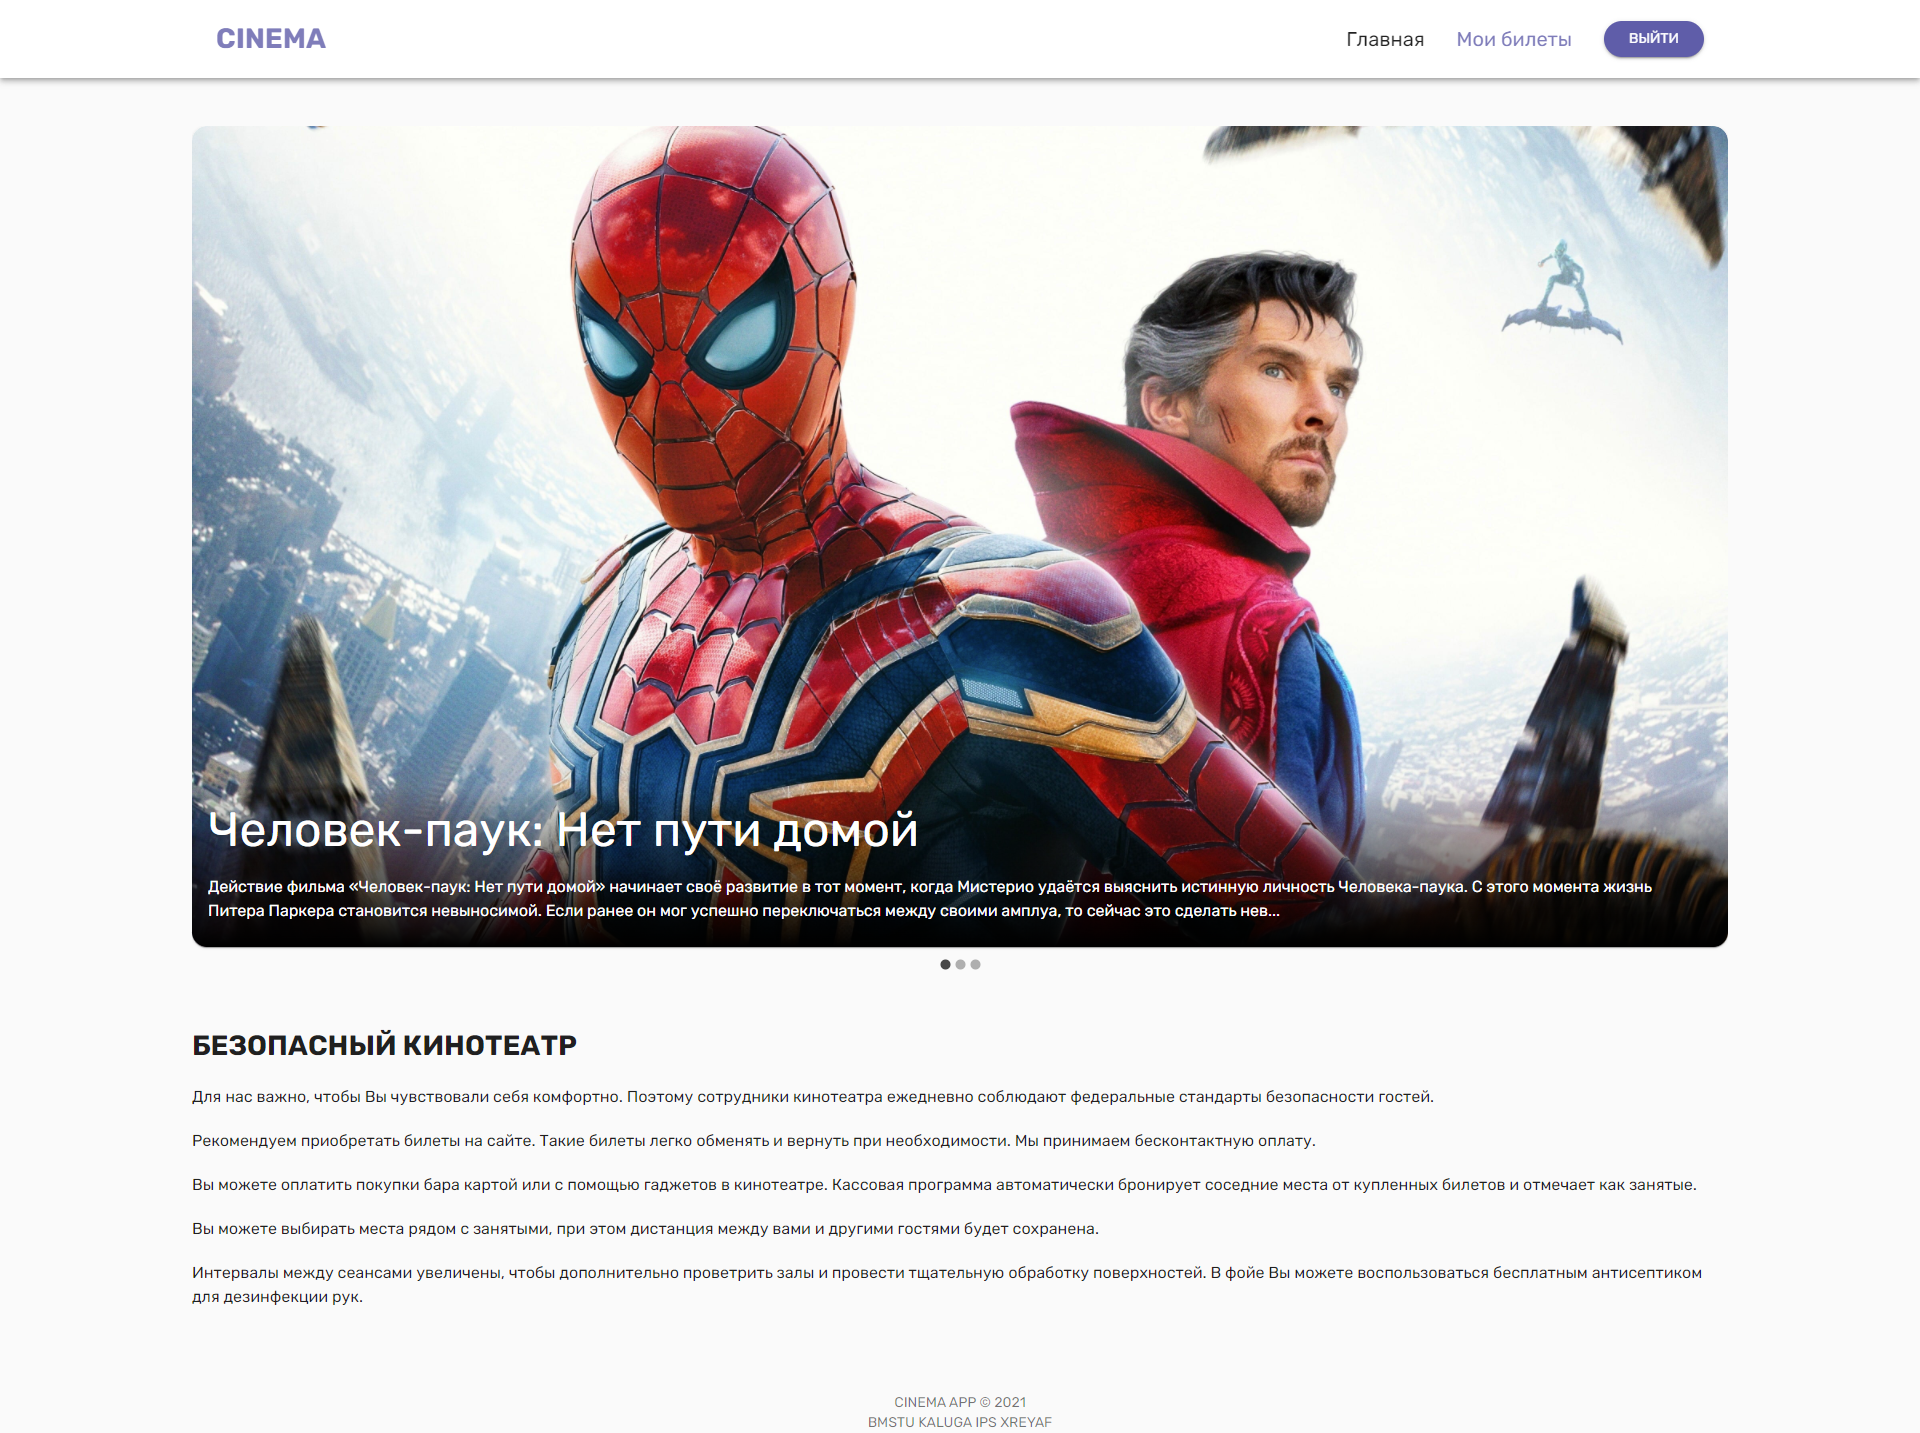 CINEMA
Главная
Мои билеты
ВЫЙТИ
Человек-паук: Нет пути домой
Действие фильма «Человек-паук: Нет пути домой» начинает своё развитие в тот момент, когда Мистерио удаётся выяснить истинную личность Человека-паука. С этого момента жизнь
Питера Паркера становится невыносимой. Если ранее он мог успешно переключаться между своими амплуа, то сейчас это сделать нев...
БЕЗОПАСНЫЙ КИНОТЕАТР
Для нас важно, чтобы Вы чувствовали себя комфортно. Поэтому сотрудники кинотеатра ежедневно соблюдают федеральные стандарты безопасности гостей.
Рекомендуем приобретать билеты на сайте. Такие билеты легко обменять и вернуть при необходимости. Мы принимаем бесконтактную оплату.
Вы можете оплатить покупки бара картой или с помощью гаджетов в кинотеатре. Кассовая программа автоматически бронирует соседние места от купленных билетов и отмечает как занятые.
Вы можете выбирать места рядом с занятыми, при этом дистанция между вами и другими гостями будет сохранена.
Интервалы между сеансами увеличены, чтобы дополнительно проветрить залы и провести тщательную обработку поверхностей. В фойе Вы можете воспользоваться бесплатным антисептиком
для дезинфекции рук.
CINEMA APP © 2021
BMSTU KALUGA IPS XREYAF